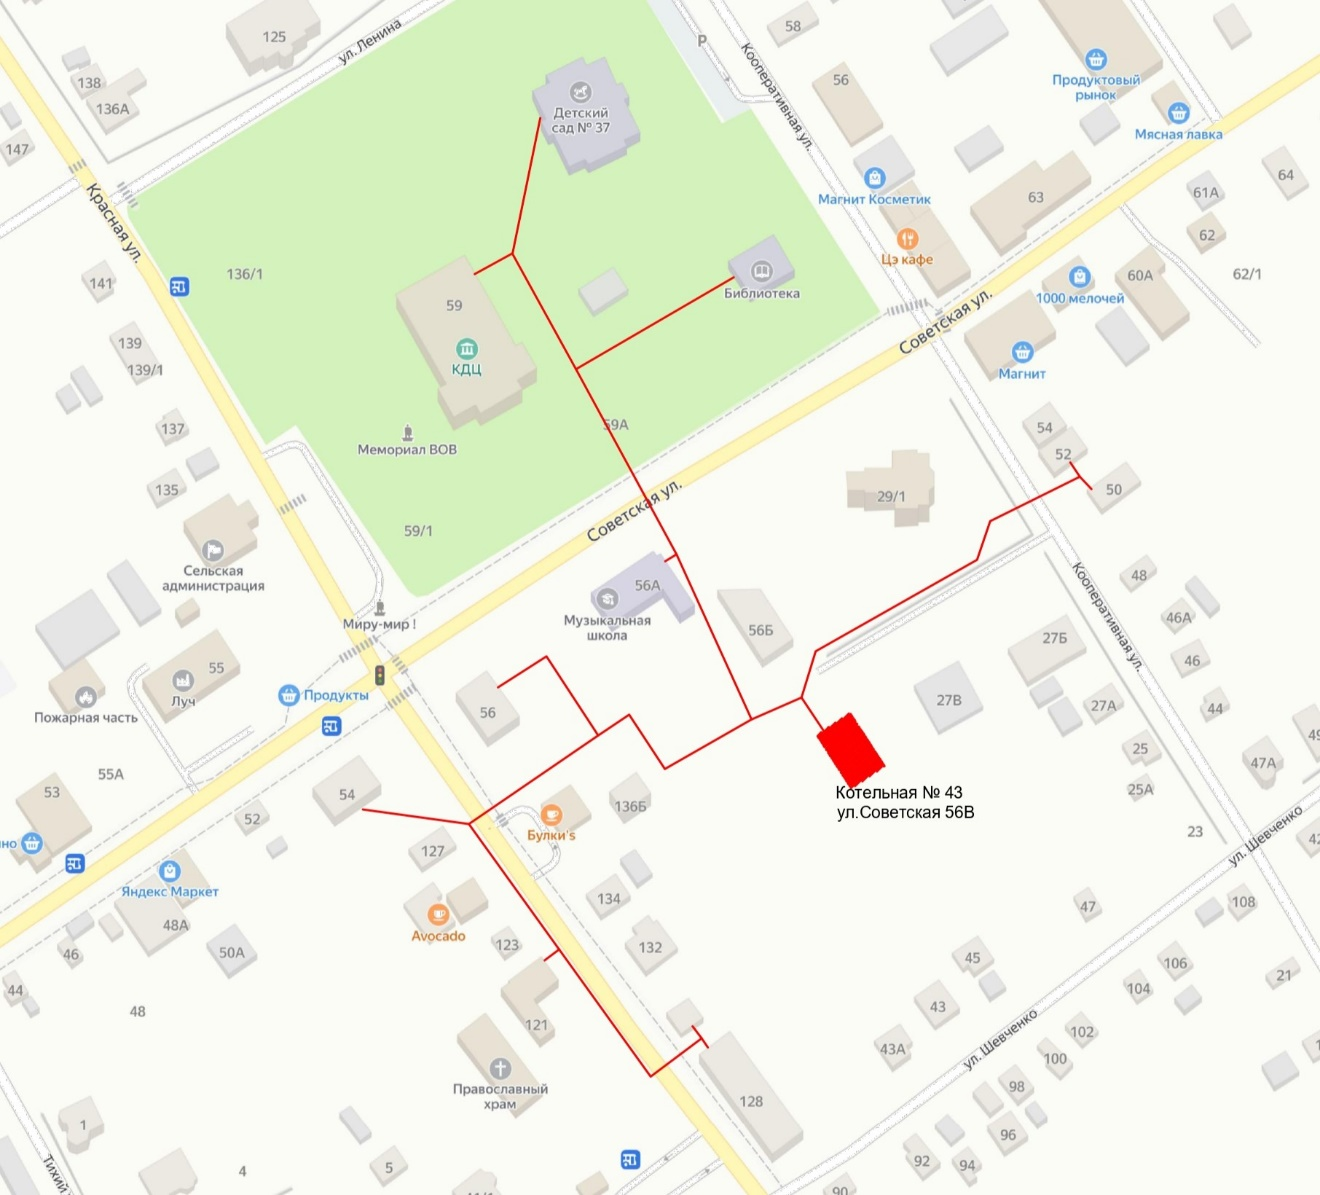 125
ул. Ленина
138
136А
147
Красная ул.
136/1
141
139
139/1
137
135
Детский
сад № 37
59
КДЦ
Библиотека
59А
Мемориал ВОВ
59/1
P
58
Кооперативная ул.
56
Продуктовый
рынок
Мясная лавка
Магнит Косметик
63
64
61А
62
62/1
Цэ кафе
60А
1000 мелочей
Советская ул.
Магнит
54
52
50
29/1
Советская ул.
Сельская
администрация
Миру-мир !
56А
Музыкальная
школа
56Б
48
46А
46
44
Кооперативная ул.
27Б
27В
27А
25
25А
23
47А
49
42
55
Луч
Пожарная часть
Продукты
56
55А
53
но
54
52
Яндекс Маркет
48А
50А
46
44
48
136Б
Булки's
127
Avocado
134
132
123
121
Православный
храм
128
Котельная № 43
ул.Советская 56В
ул. Шевченко
47
108
106
104
45
43
43А
21
102
100
98
96
94
92
90
ул. Шевченко
1
4
5
41/1
Тихий